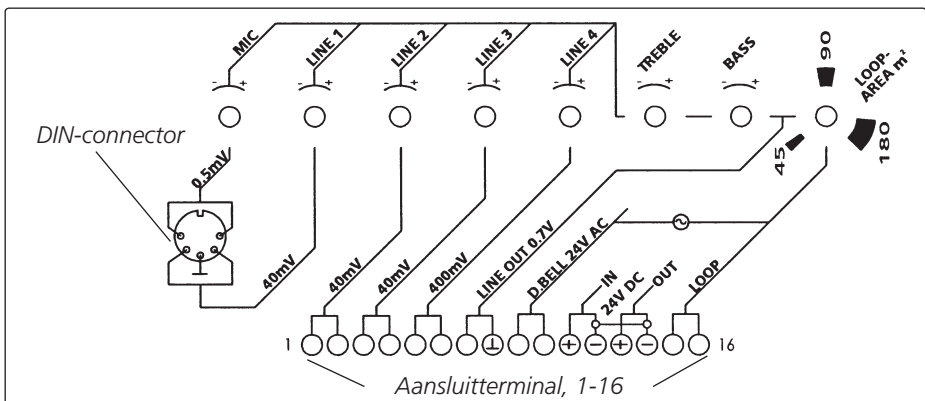 MIC
LINE 1
LINE 2
LINE 3
LINE 4
TREBLE
BASS
90
LOOP-
AREA m²
- +
- +
- +
- +
- +
- +
- +
45
180
DIN-connector
0.5mV
40mV
40mV
40mV
400mV
LINE OUT 0.7V
D.BELL 24V AC
IN
24V DC
OUT
LOOP
1
+
-
+
-
16
Aansluitterminal, 1-16